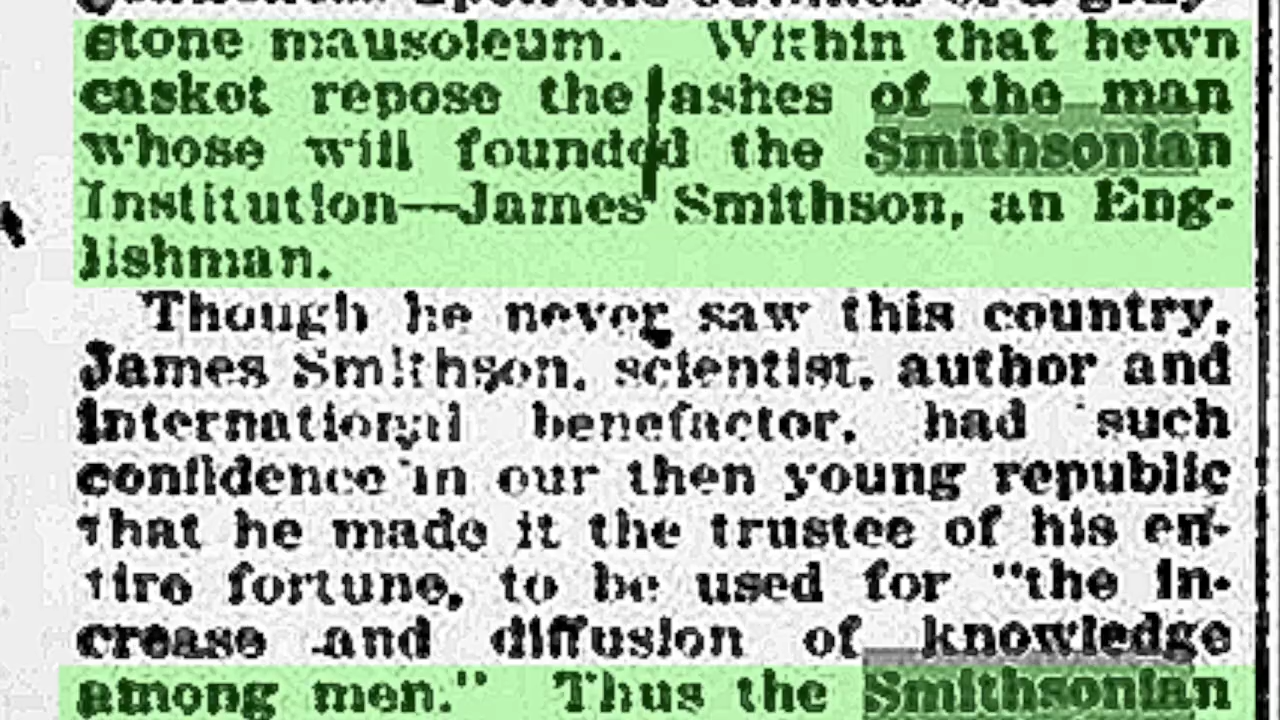 stone mausoleum. Within that hewn
casket repose the ashes of the man
whose will founded the Smithsonian
Institution—James Smithson, an Eng-
lishman.
Though he never saw this country,
James Smithson, scientist, author and
international benefactor, had such
confidence in our then young republic
that he made it the trustee of his en-
tire fortune, to be used for "the in-
crease and diffusion of knowledge
among men." Thus the Smithsonian